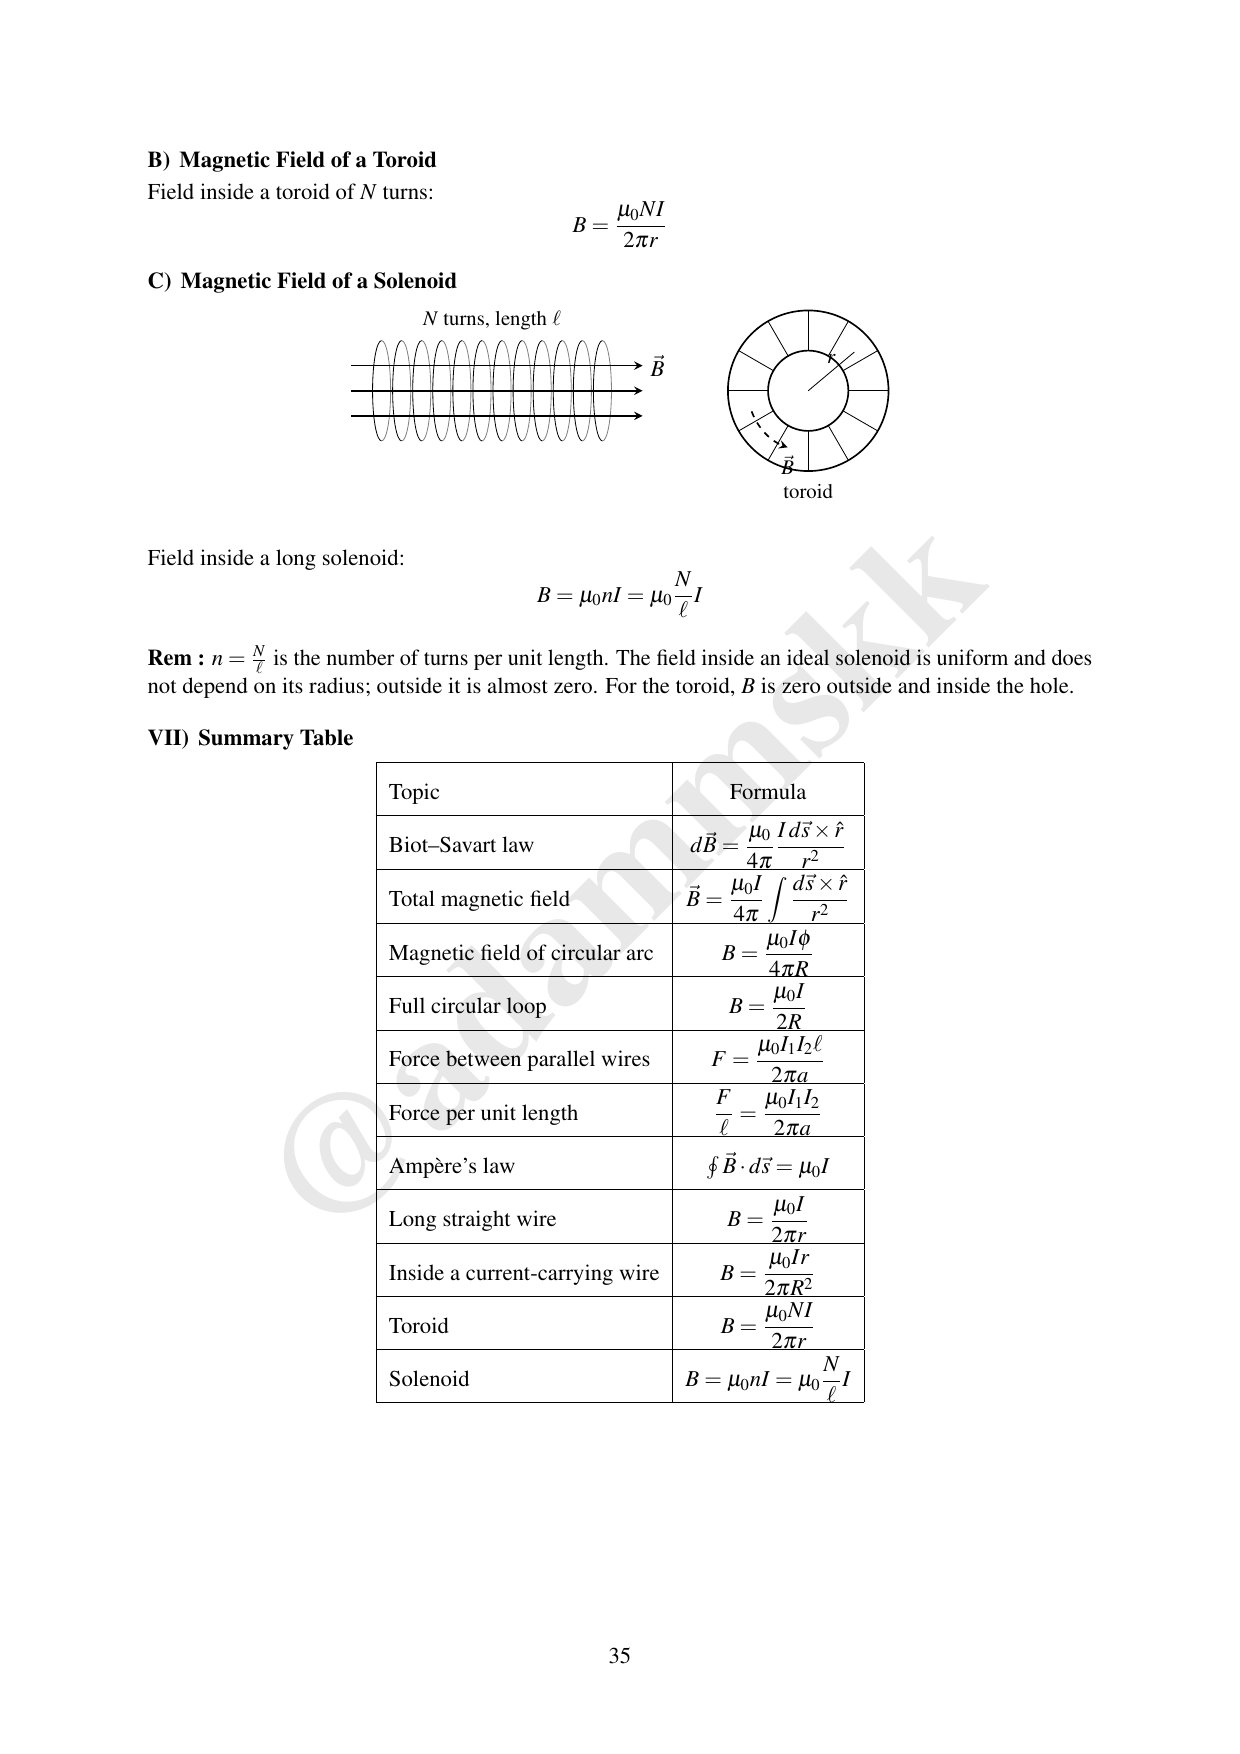 B) Magnetic Field of a Toroid
Field inside a toroid of N turns:
B = μ₀NI / 2πr
C) Magnetic Field of a Solenoid
N turns, length ℓ
B⃗
r
B⃗
toroid
Field inside a long solenoid:
B = μ₀nI = μ₀ N/ℓ I
Rem : n = N/ℓ is the number of turns per unit length. The field inside an ideal solenoid is uniform and does
not depend on its radius; outside it is almost zero. For the toroid, B is zero outside and inside the hole.
VII) Summary Table
Topic Formula
Biot–Savart law dB⃗ = μ₀/4π I ds⃗ × r̂ / r²
Total magnetic field B⃗ = μ₀I/4π ∫ ds⃗ × r̂ / r²
Magnetic field of circular arc B = μ₀Iϕ / 4πR
Full circular loop B = μ₀I / 2R
Force between parallel wires F = μ₀I₁I₂ℓ / 2πa
Force per unit length F/ℓ = μ₀I₁I₂ / 2πa
Ampère's law ∮ B⃗ · ds⃗ = μ₀I
Long straight wire B = μ₀I / 2πr
Inside a current-carrying wire B = μ₀Ir / 2πR²
Toroid B = μ₀NI / 2πr
Solenoid B = μ₀nI = μ₀ N/ℓ I
@adammskk
35